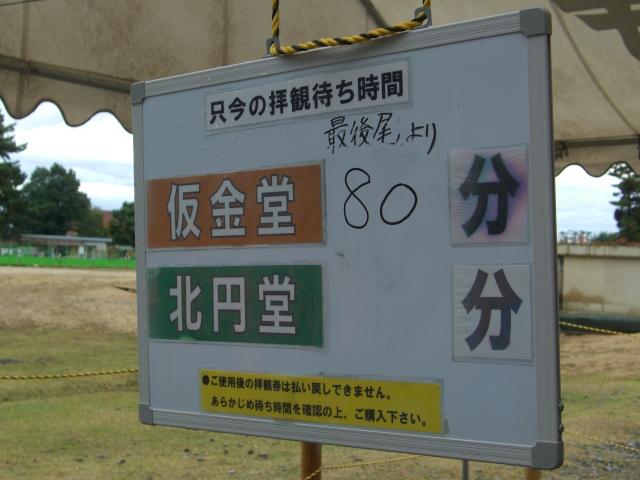 只今の拝観待ち時間
最後尾より
仮金堂 80 分
北円堂 分
●ご使用後の拝観券は払い戻しできません。
あらかじめ待ち時間を確認の上、ご購入下さい。